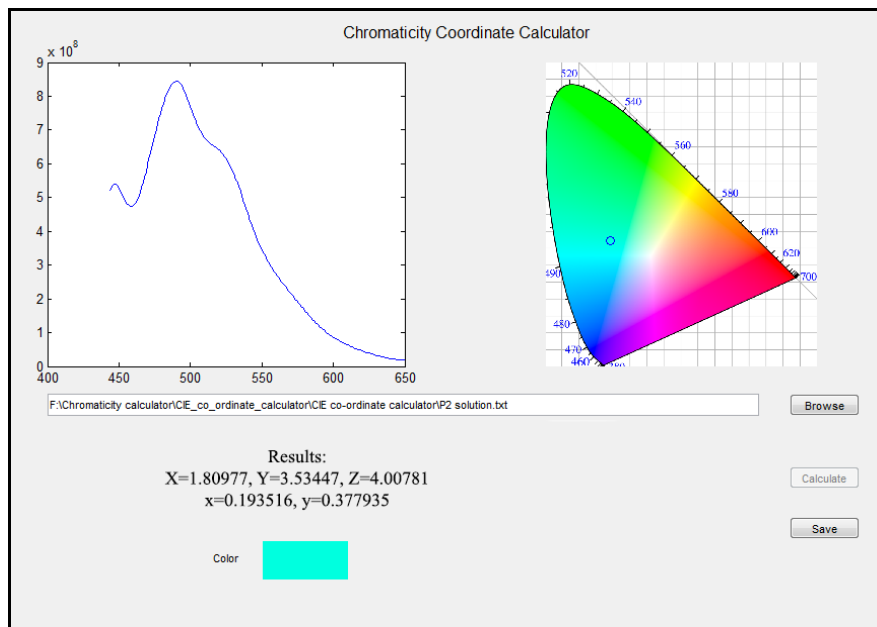 Chromaticity Coordinate Calculator
x 10⁸
9
8
7
6
5
4
3
2
1
0
400 450 500 550 600 650
520
540
560
580
600
620
700
490
480
470
460
380
F:\Chromaticity calculator\CIE_co_ordinate_calculator\CIE co-ordinate calculator\P2 solution.txt
Browse
Results:
X=1.80977, Y=3.53447, Z=4.00781
x=0.193516, y=0.377935
Calculate
Save
Color